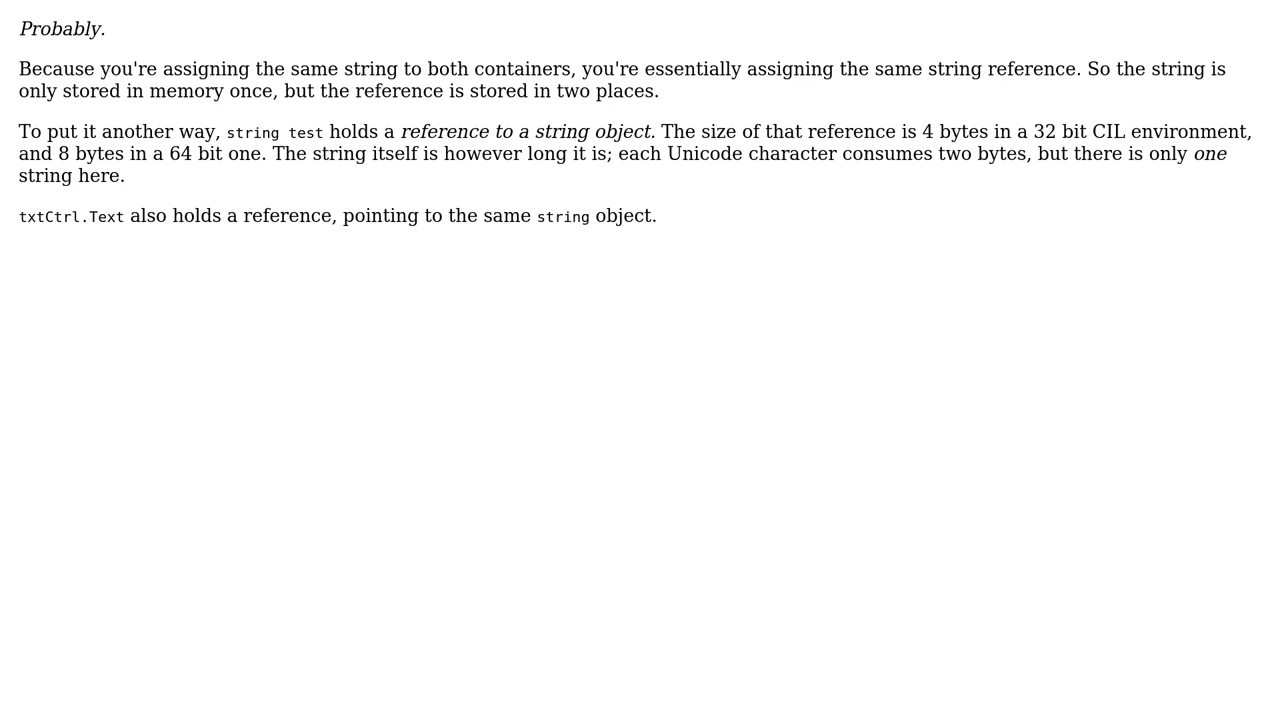 Probably.
Because you're assigning the same string to both containers, you're essentially assigning the same string reference. So the string is
only stored in memory once, but the reference is stored in two places.
To put it another way, string test holds a reference to a string object. The size of that reference is 4 bytes in a 32 bit CIL environment,
and 8 bytes in a 64 bit one. The string itself is however long it is; each Unicode character consumes two bytes, but there is only one
string here.
txtCtrl.Text also holds a reference, pointing to the same string object.